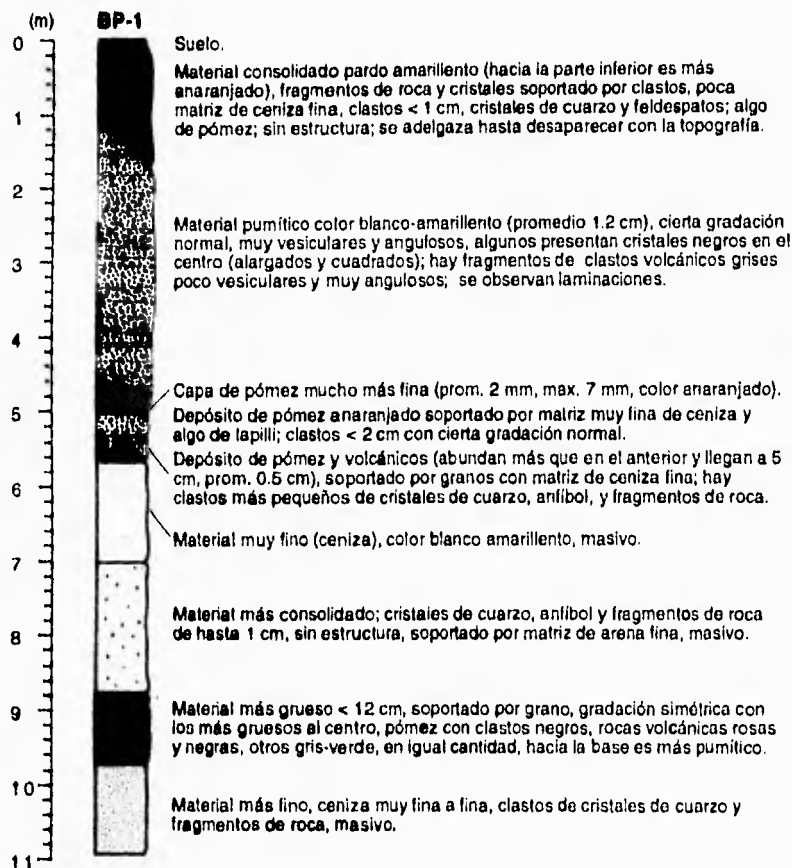 (m) BP-1
0
1
2
3
4
5
6
7
8
9
10
11
Suelo.
Material consolidado pardo amarillento (hacia la parte inferior es más
anaranjado), fragmentos de roca y cristales soportado por clastos, poca
matriz de ceniza fina, clastos < 1 cm, cristales de cuarzo y feldespatos; algo
de pómez; sin estructura; se adelgaza hasta desaparecer con la topografía.
Material pumítico color blanco-amarillento (promedio 1.2 cm), cierta gradación
normal, muy vesiculares y angulosos, algunos presentan cristales negros en el
centro (alargados y cuadrados); hay fragmentos de clastos volcánicos grises
poco vesiculares y muy angulosos; se observan laminaciones.
Capa de pómez mucho más fina (prom. 2 mm, max. 7 mm, color anaranjado).
Depósito de pómez anaranjado soportado por matriz muy fina de ceniza y
algo de lapilli; clastos < 2 cm con cierta gradación normal.
Depósito de pómez y volcánicos (abundan más que en el anterior y llegan a 5
cm, prom. 0.5 cm), soportado por granos con matriz de ceniza fina; hay
clastos más pequeños de cristales de cuarzo, anfíbol, y fragmentos de roca.
Material muy fino (ceniza), color blanco amarillento, masivo.
Material más consolidado; cristales de cuarzo, anfíbol y fragmentos de roca
de hasta 1 cm, sin estructura, soportado por matriz de arena fina, masivo.
Material más grueso < 12 cm, soportado por grano, gradación simétrica con
los más gruesos al centro, pómez con clastos negros, rocas volcánicas rosas
y negras, otros gris-verde, en igual cantidad, hacia la base es más pumítico.
Material más fino, ceniza muy fina a fina, clastos de cristales de cuarzo y
fragmentos de roca, masivo.